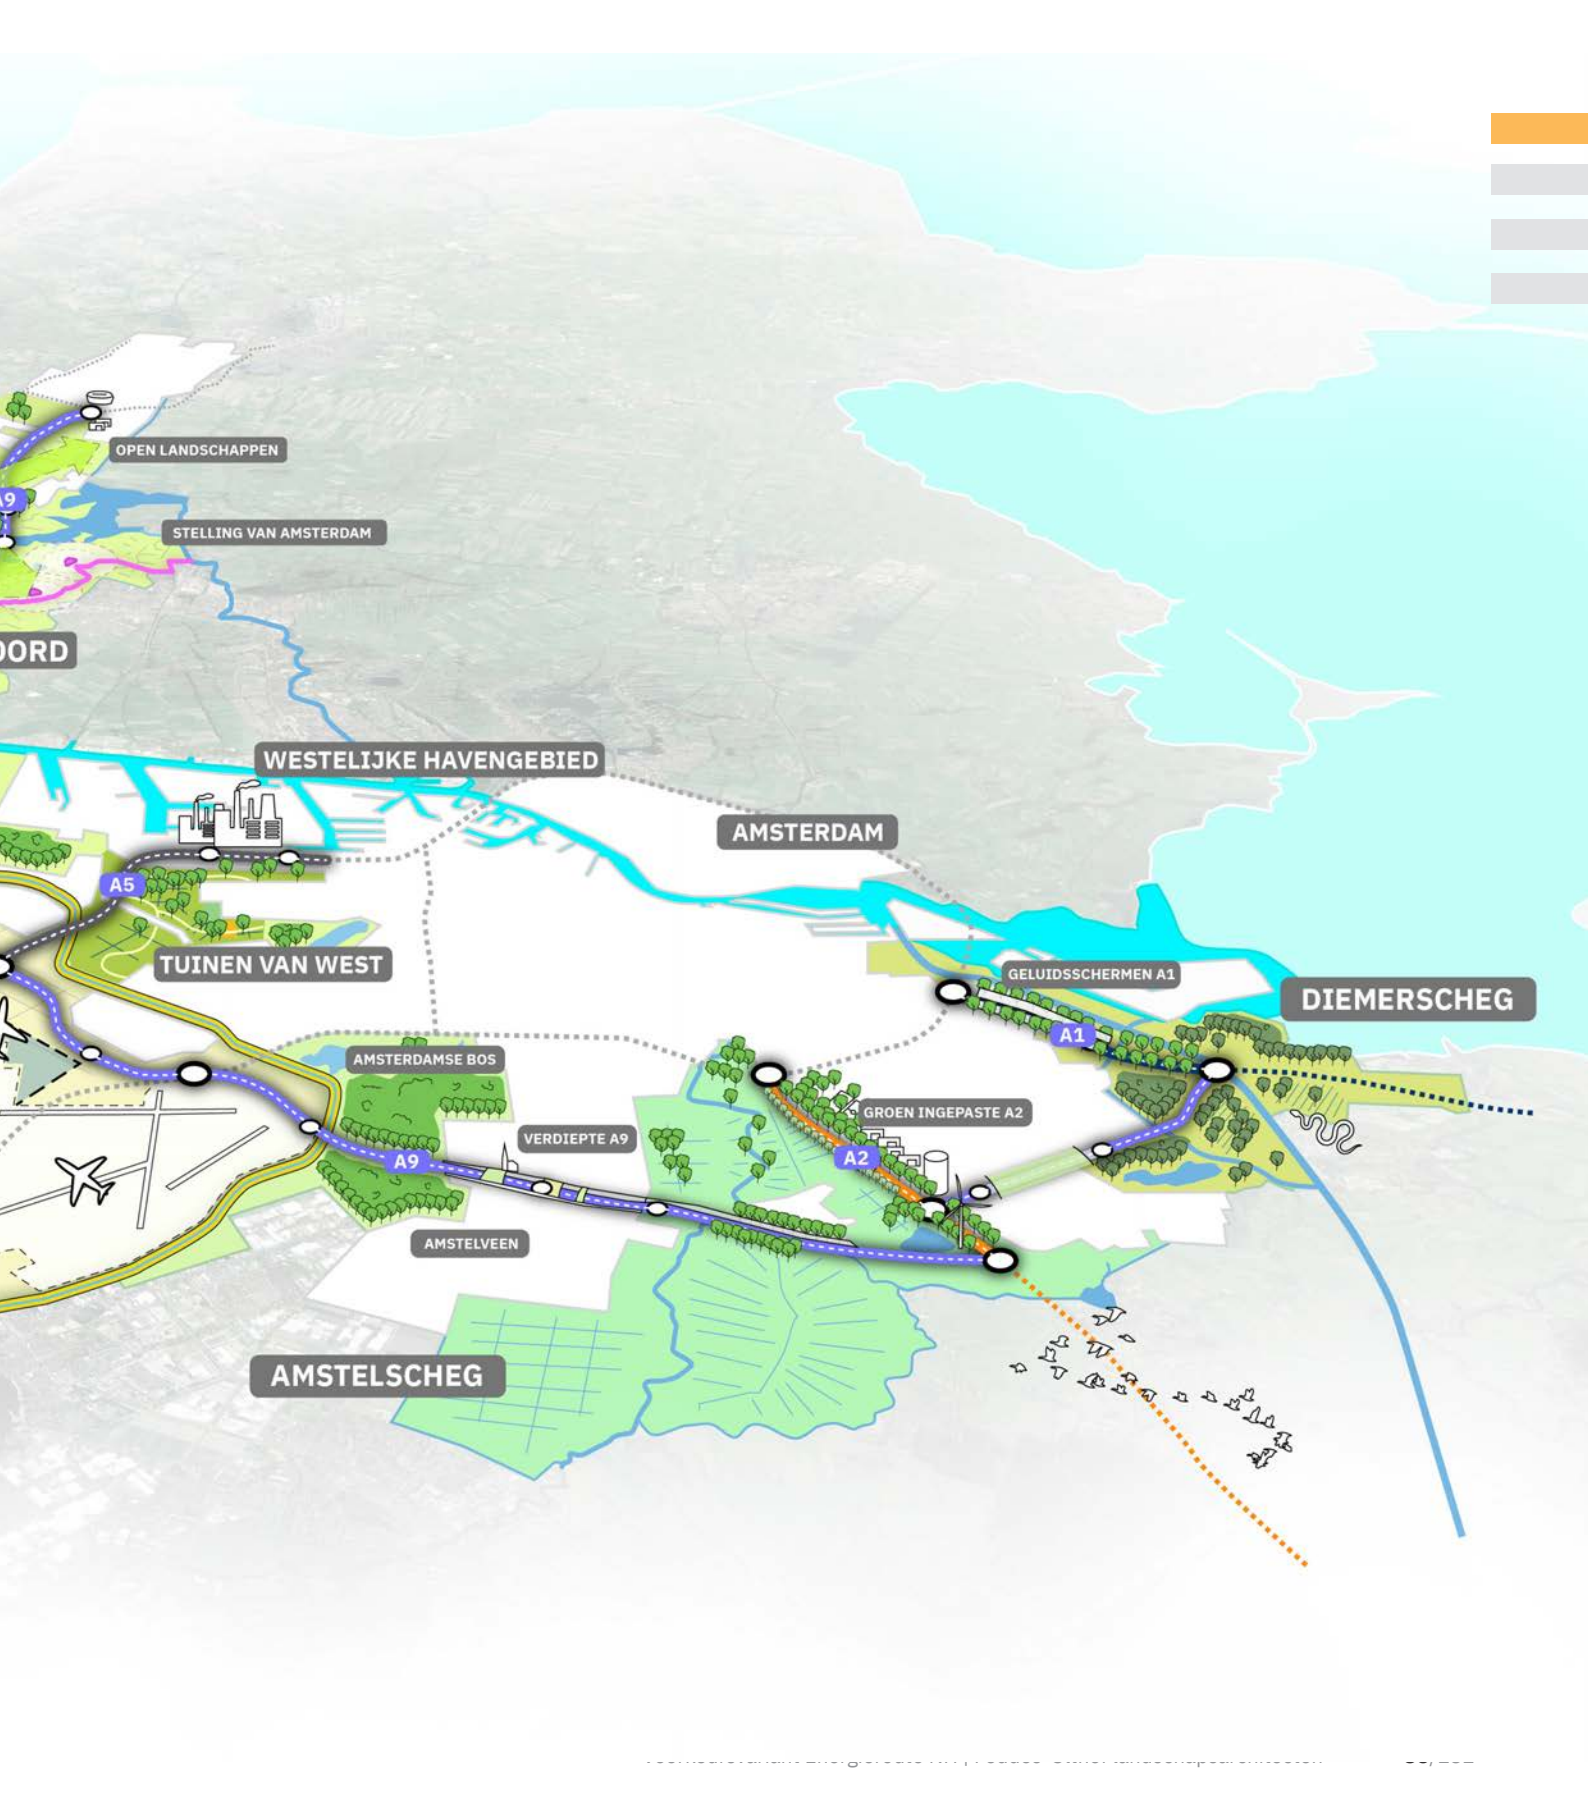 OPEN LANDSCHAPPEN
A9
STELLING VAN AMSTERDAM
OORD
WESTELIJKE HAVENGEBIED
AMSTERDAM
A5
TUINEN VAN WEST
GELUIDSSCHERMEN A1
DIEMERSCHEG
A1
AMSTERDAMSE BOS
GROEN INGEPASTE A2
VERDIEPTE A9
A9
A2
AMSTELVEEN
AMSTELSCHEG